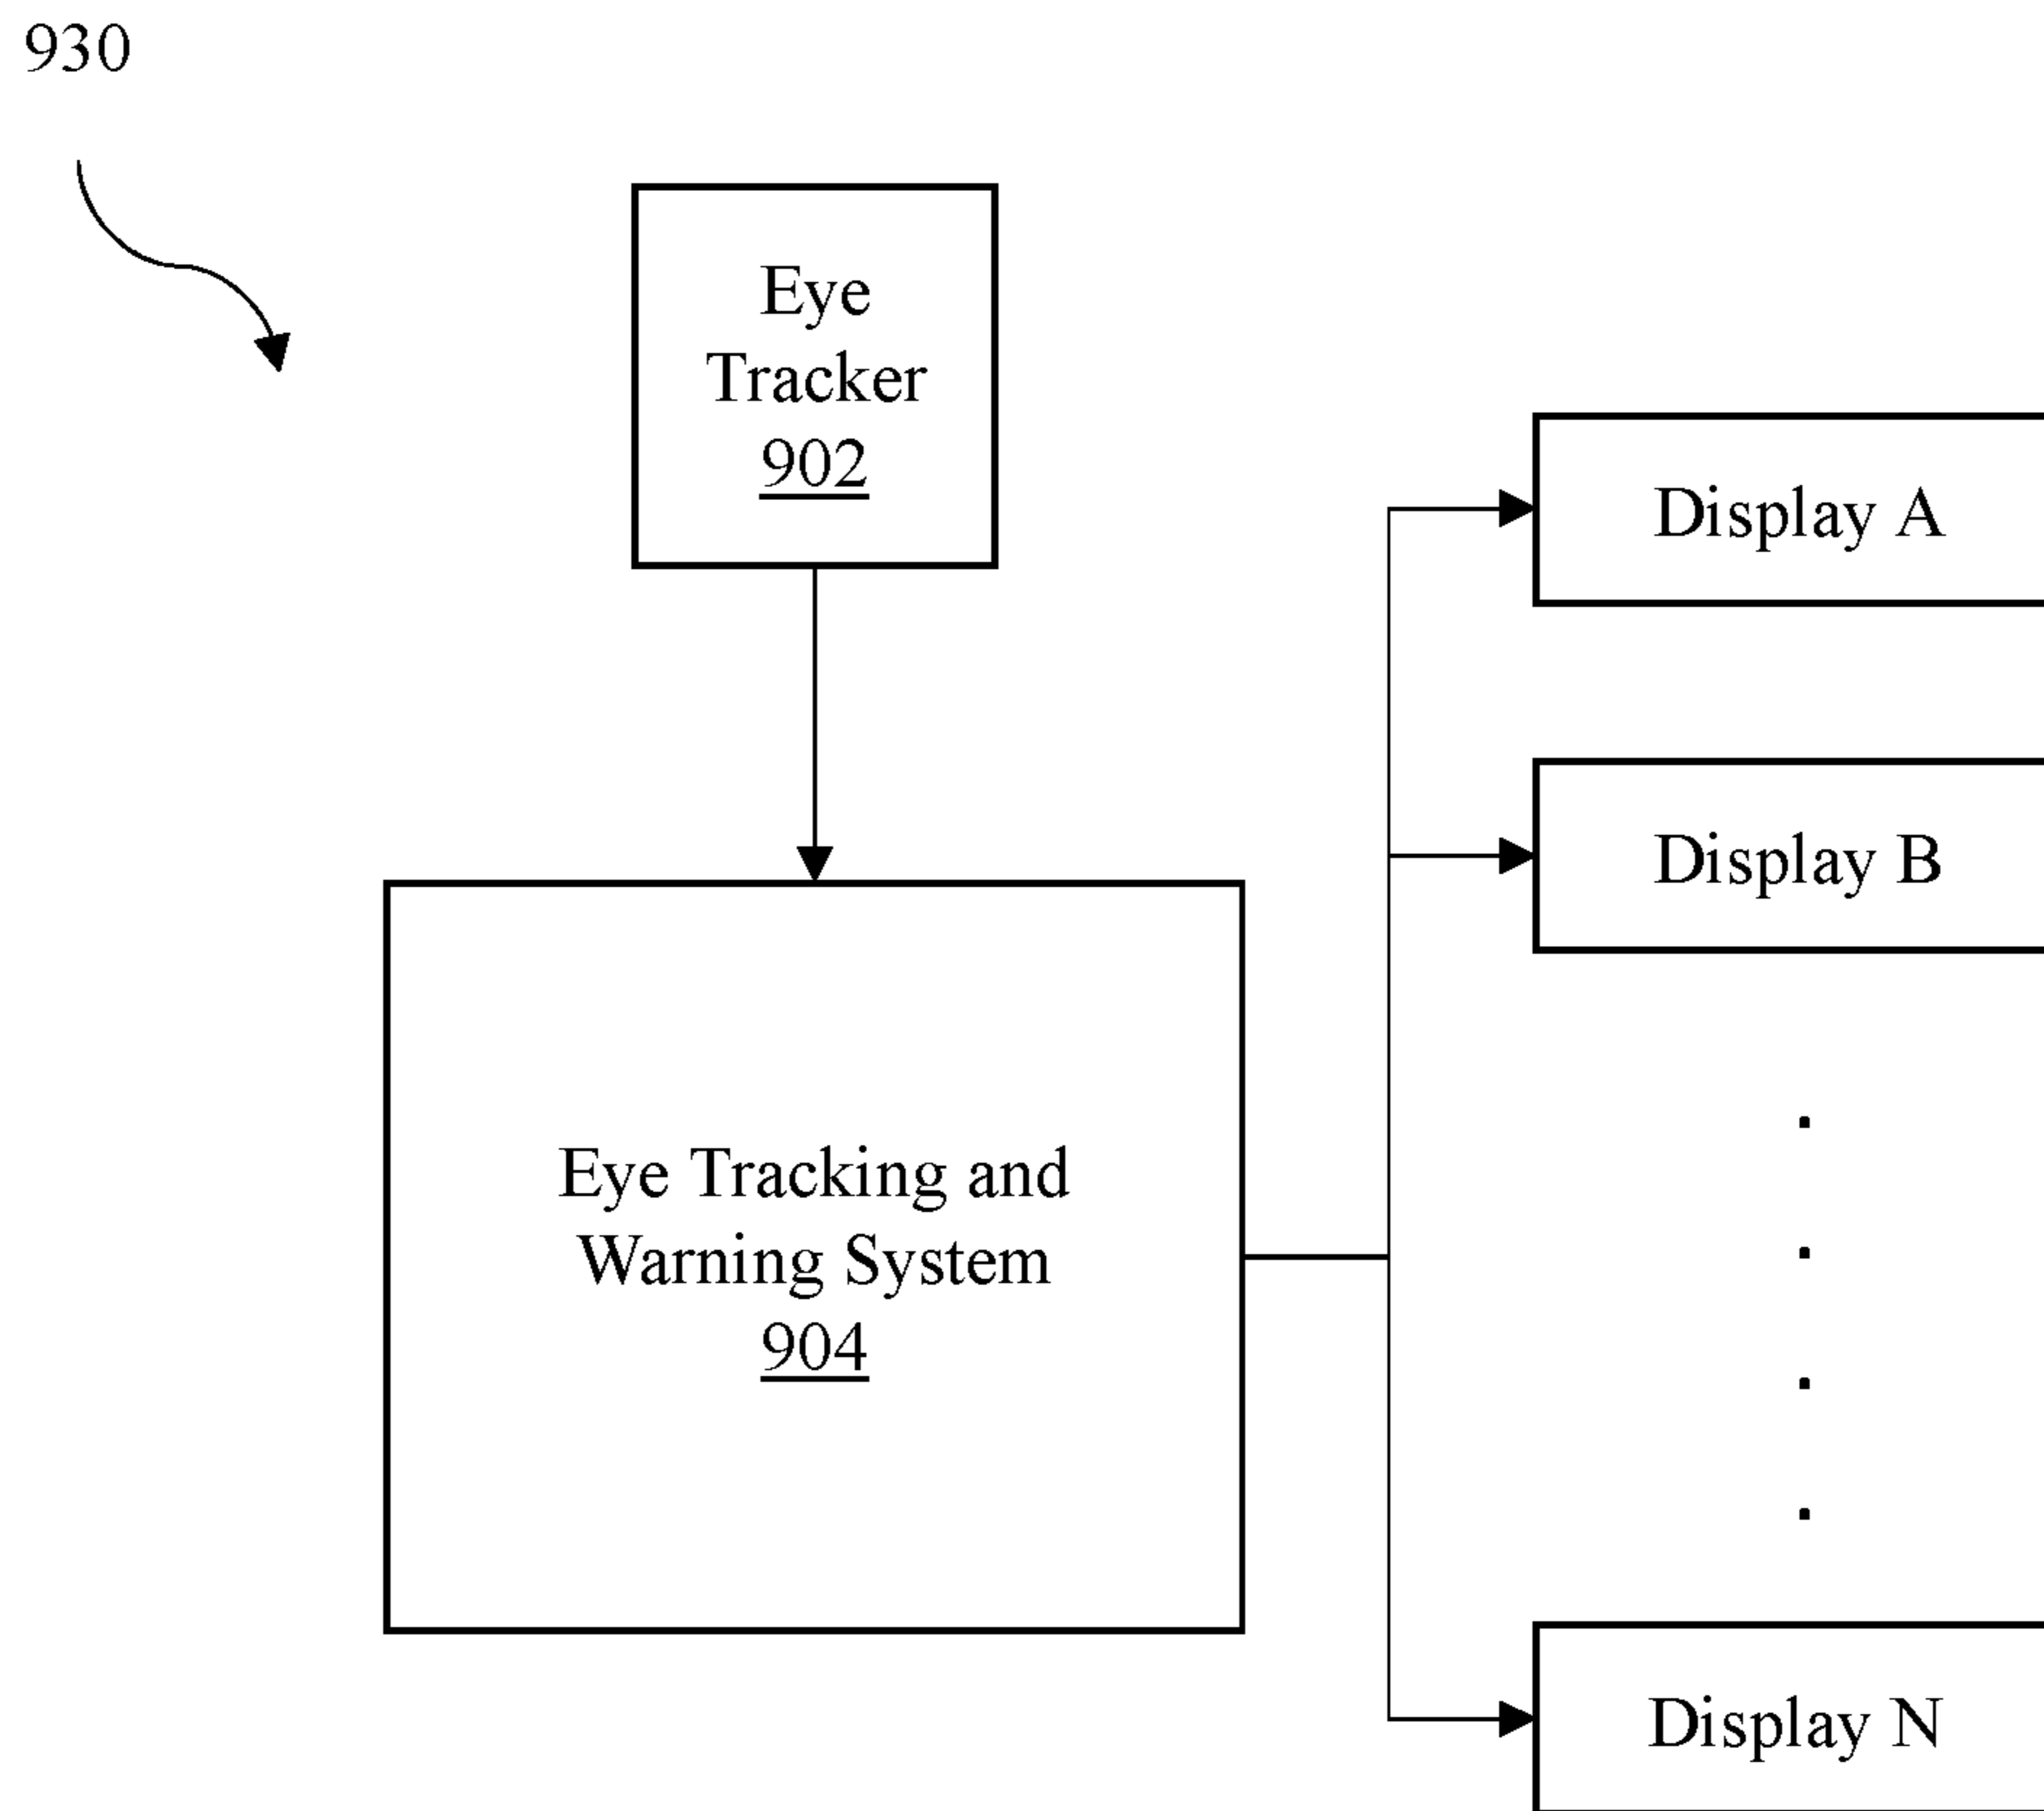 930
Eye
Tracker
902
Display A
Display B
Eye Tracking and
Warning System
904
Display N